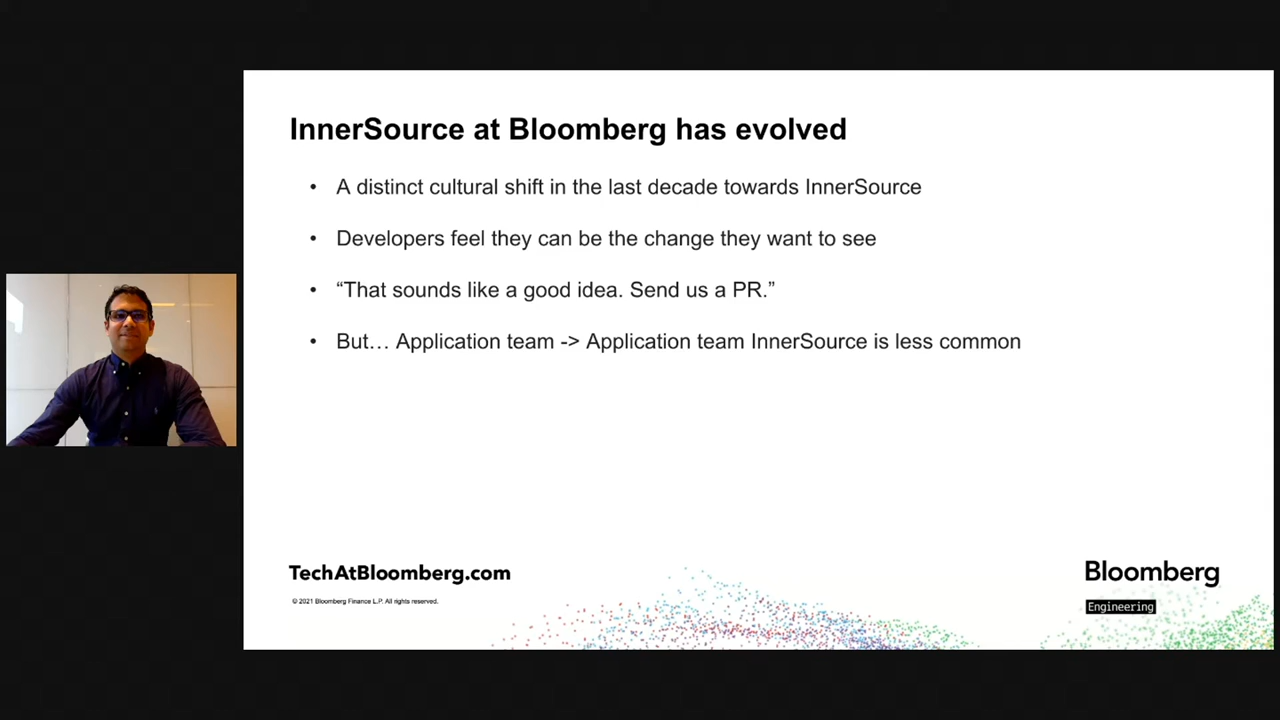 InnerSource at Bloomberg has evolved
• A distinct cultural shift in the last decade towards InnerSource
• Developers feel they can be the change they want to see
• “That sounds like a good idea. Send us a PR.”
• But… Application team -> Application team InnerSource is less common
TechAtBloomberg.com
© 2021 Bloomberg Finance L.P. All rights reserved.
Bloomberg
Engineering